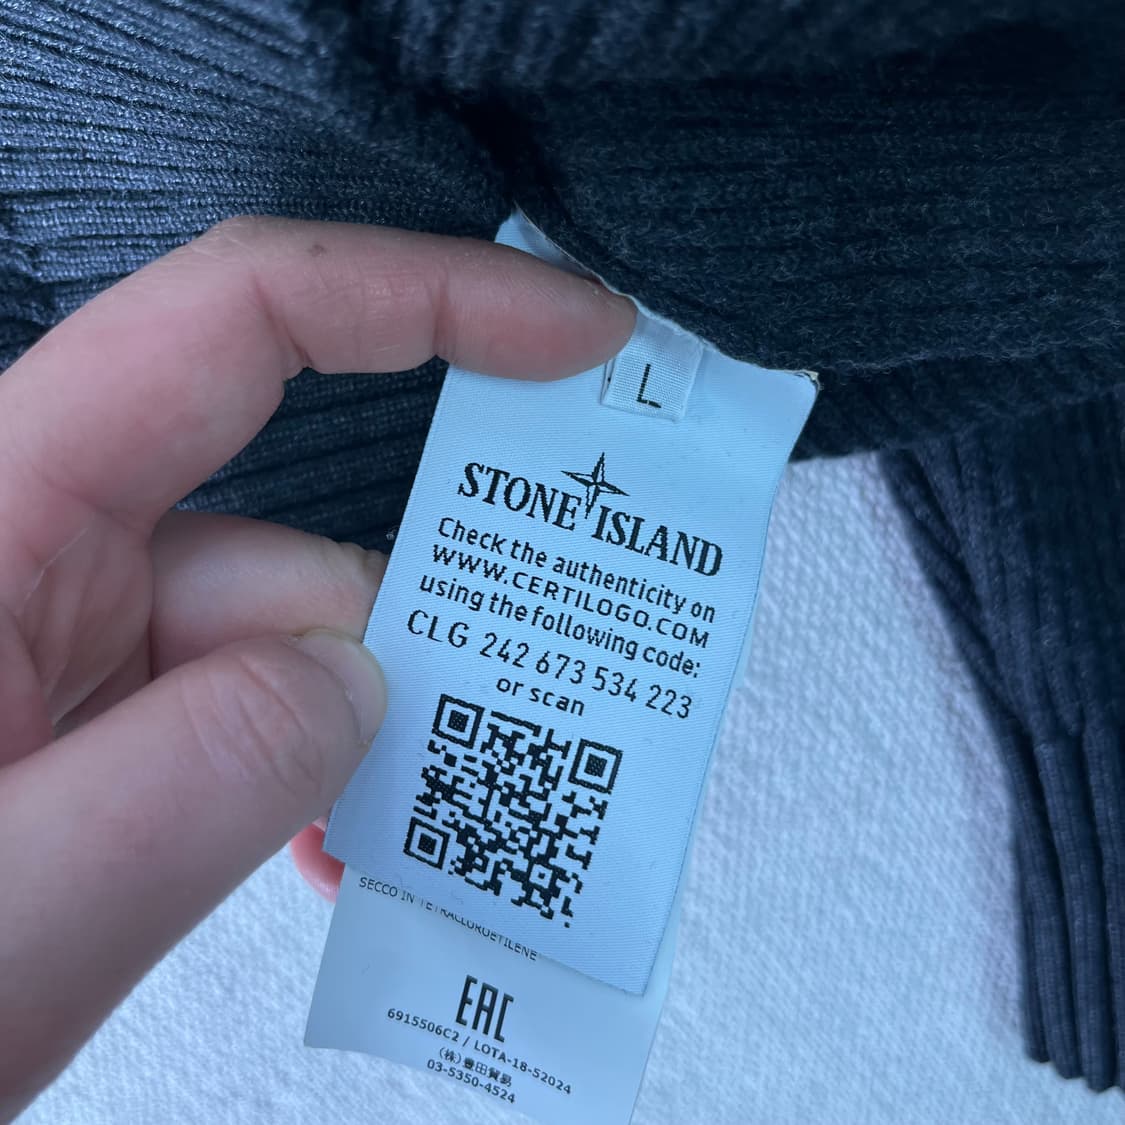 L
STONE ISLAND
Check the authenticity on
WWW.CERTILOGO.COM
using the following code:
CLG 242 673 534 223
or scan
SECCO IN TETRACLOROETILENE
EAC
6915506C2 / LOTA-18-52024
(株)豊田貿易
03-5350-4524